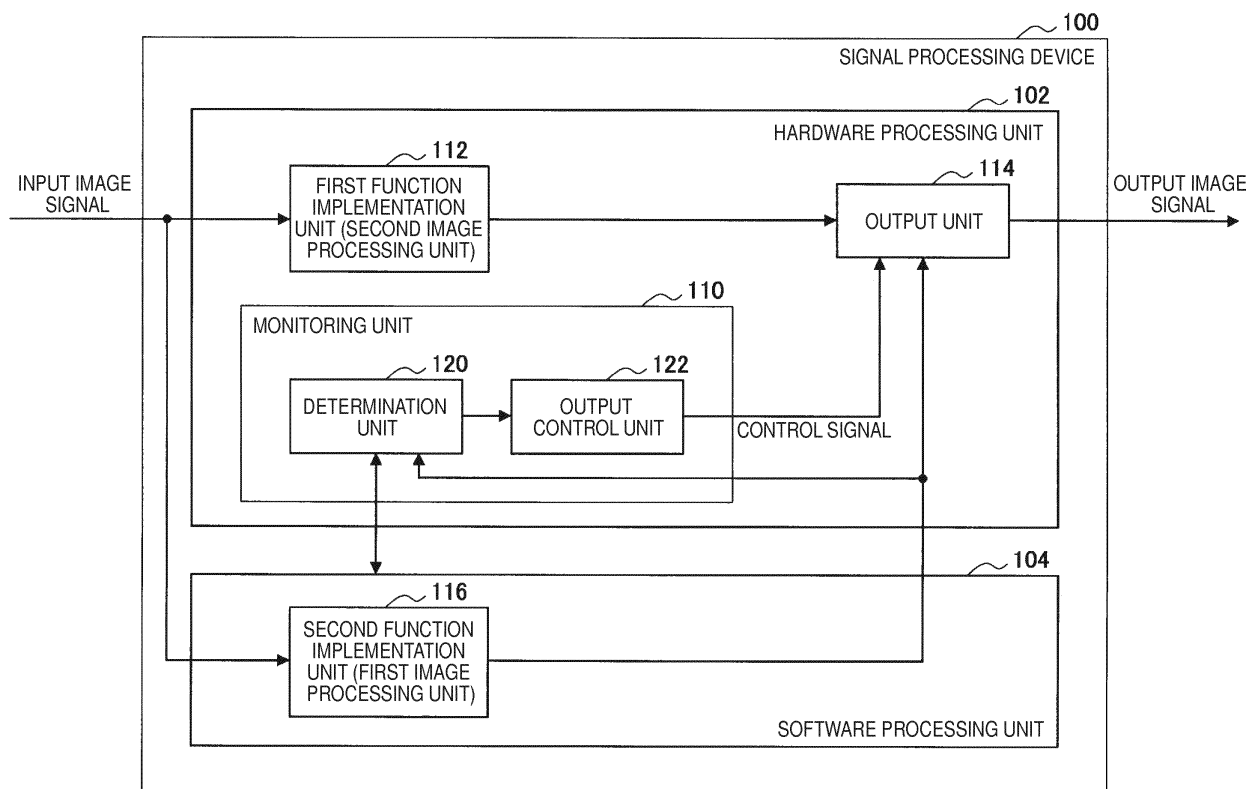 100
SIGNAL PROCESSING DEVICE
102
HARDWARE PROCESSING UNIT
112
114
INPUT IMAGE
SIGNAL
FIRST FUNCTION
IMPLEMENTATION
UNIT (SECOND IMAGE
PROCESSING UNIT)
OUTPUT UNIT
OUTPUT IMAGE
SIGNAL
110
MONITORING UNIT
120
122
DETERMINATION
UNIT
OUTPUT
CONTROL UNIT
CONTROL SIGNAL
104
116
SECOND FUNCTION
IMPLEMENTATION
UNIT (FIRST IMAGE
PROCESSING UNIT)
SOFTWARE PROCESSING UNIT